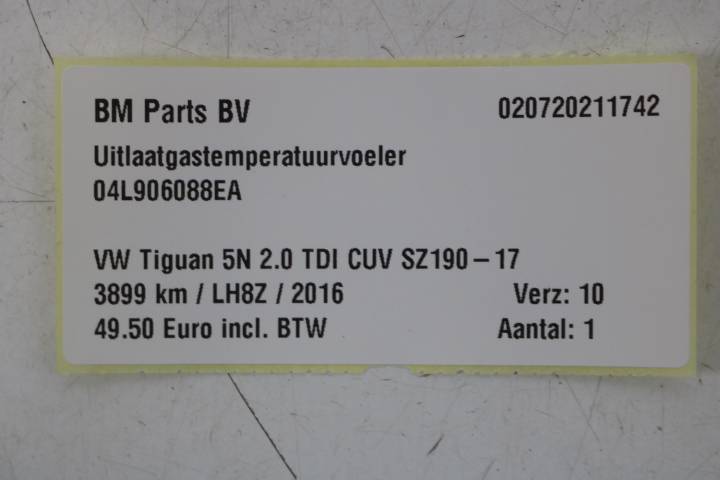 BM Parts BV 020720211742
Uitlaatgastemperatuurvoeler
04L906088EA
VW Tiguan 5N 2.0 TDI CUV SZ190-17
3899 km / LH8Z / 2016 Verz: 10
49.50 Euro incl. BTW Aantal: 1